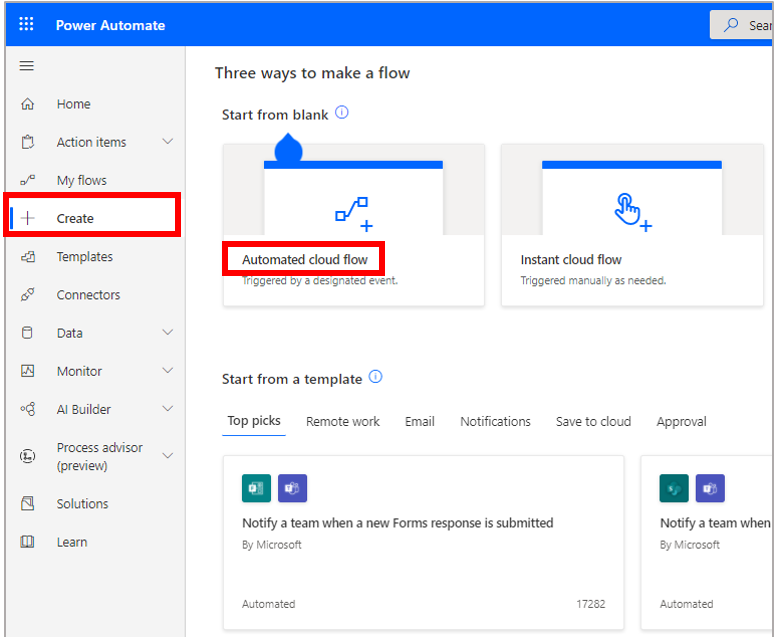 Power Automate
Sear
Home
Action items
My flows
Create
Templates
Connectors
Data
Monitor
AI Builder
Process advisor
(preview)
Solutions
Learn
Three ways to make a flow
Start from blank
Automated cloud flow
Triggered by a designated event.
Instant cloud flow
Triggered manually as needed.
Start from a template
Top picks
Remote work
Email
Notifications
Save to cloud
Approval
Notify a team when a new Forms response is submitted
By Microsoft
Automated
17282
Notify a team when
By Microsoft
Automated